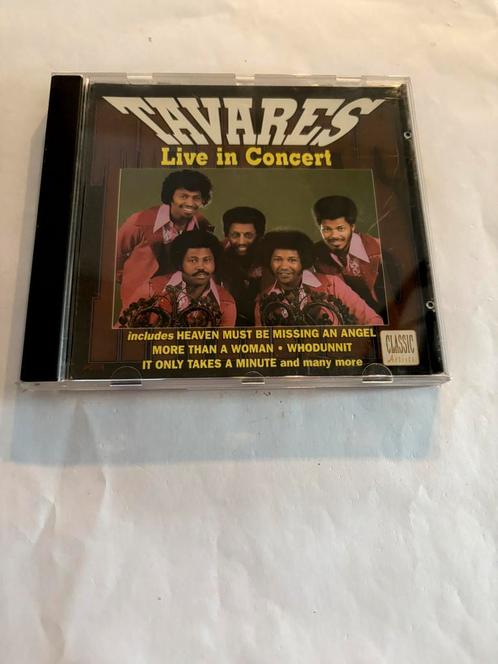 TAVARES
Live in Concert
includes HEAVEN MUST BE MISSING AN ANGEL
MORE THAN A WOMAN • WHODUNNIT
IT ONLY TAKES A MINUTE and many more
CLASSIC
Artists